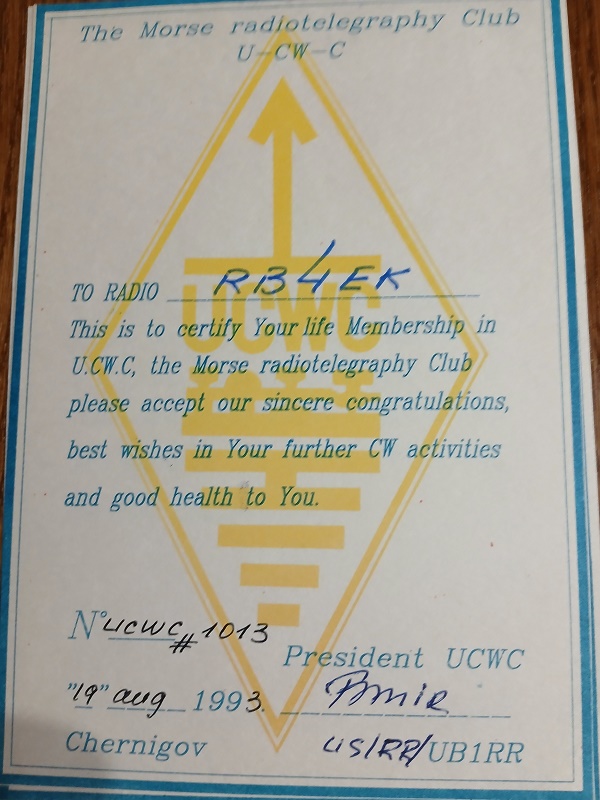 The Morse radiotelegraphy Club
U-CW-C
TO RADIO RB4EK
UCWC
This is to certify Your life Membership in
U.CW.C, the Morse radiotelegraphy Club
please accept our sincere congratulations,
best wishes in Your further CW activities
and good health to You.
N° UCWC # 1013
President UCWC
"19" aug 1993.
Chernigov US1RR/UB1RR